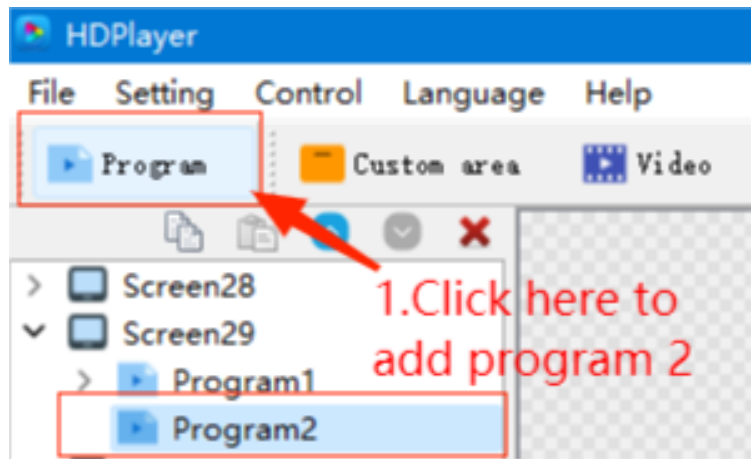 HDPlayer
File Setting Control Language Help
Program Custom area Video
Screen28
Screen29
1.Click here to
add program 2
Program1
Program2